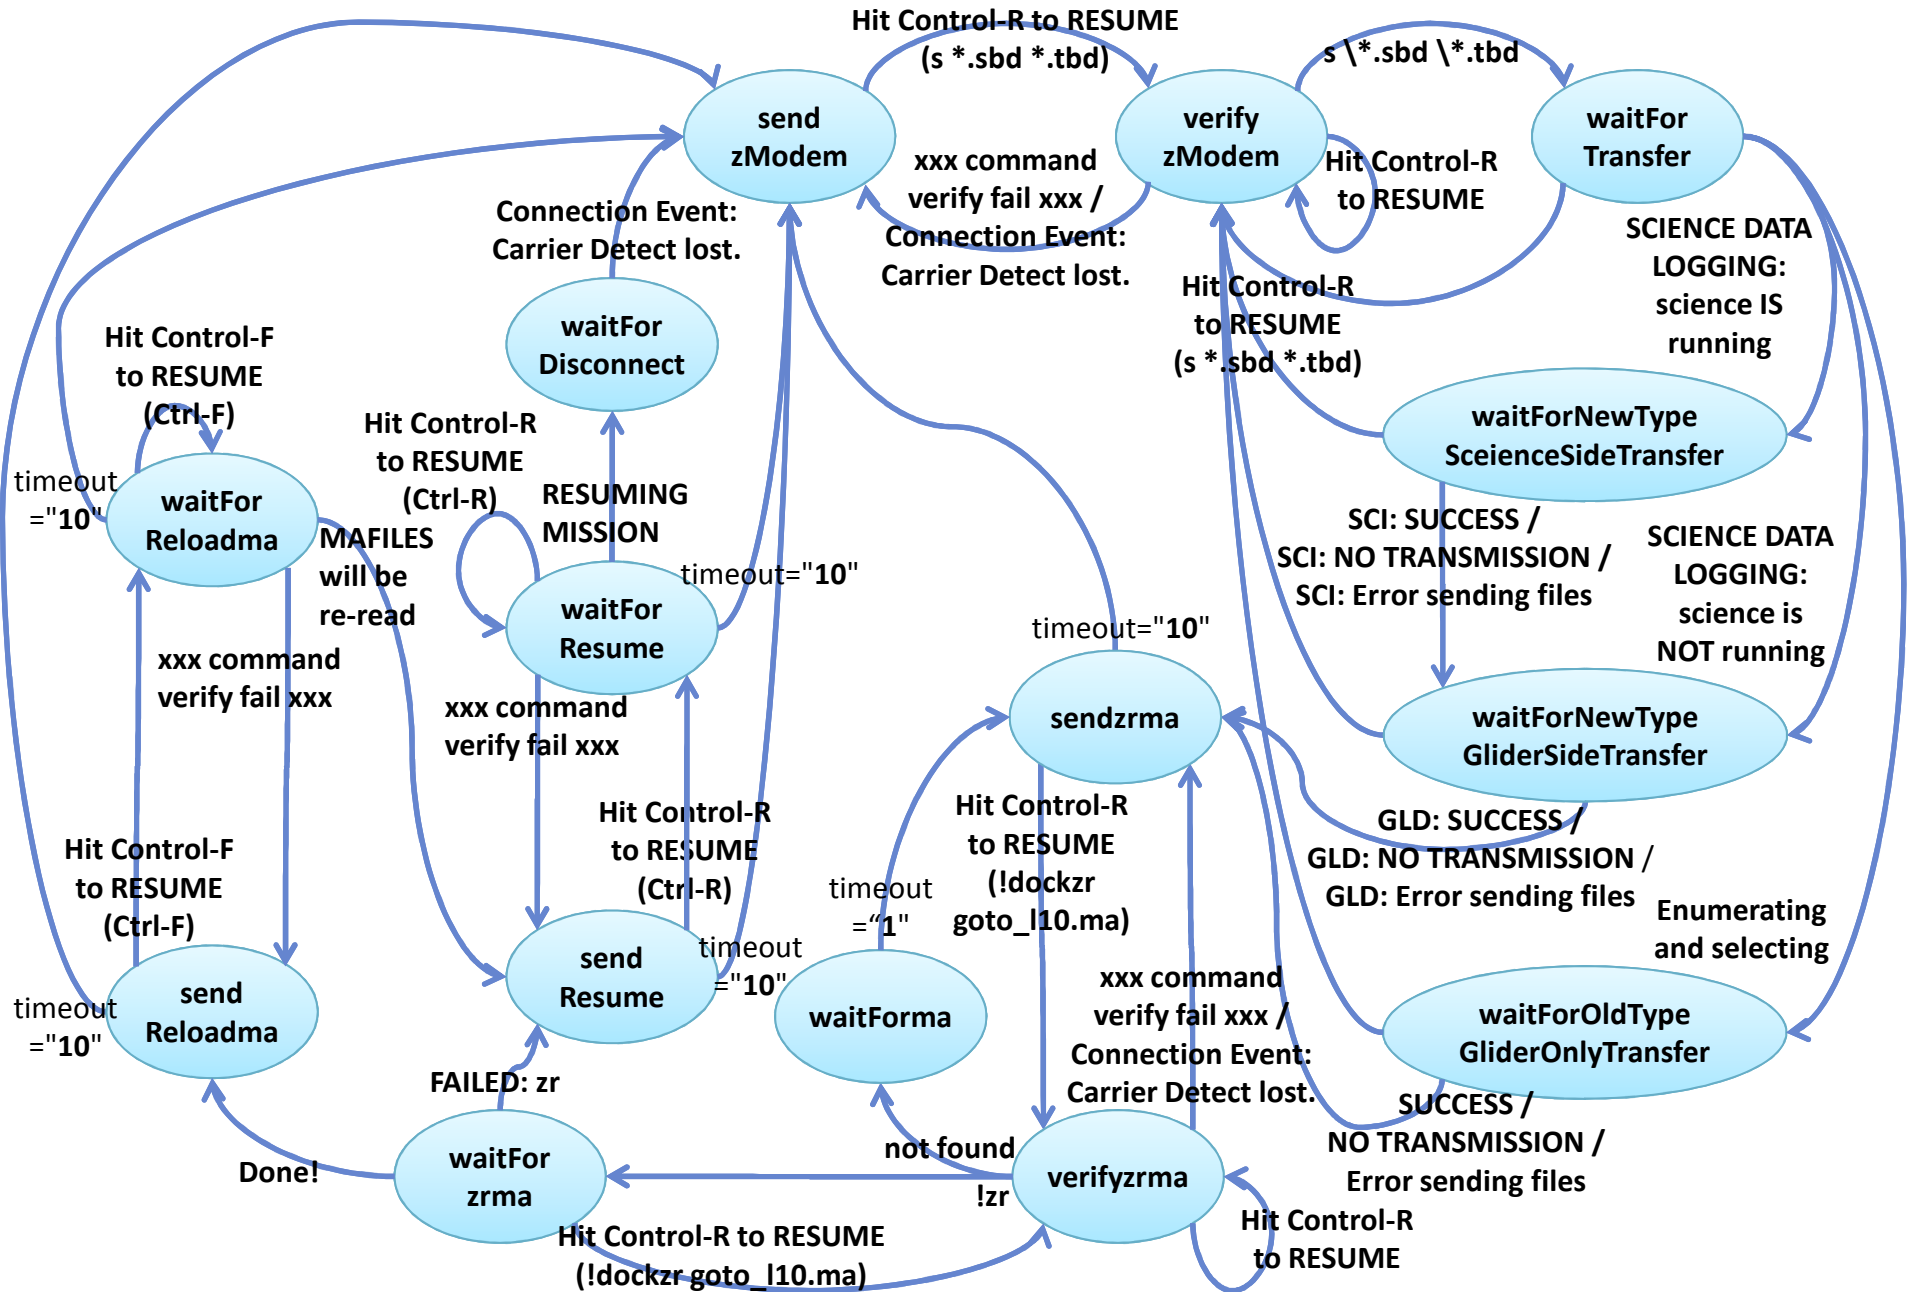 Hit Control-R to RESUME
(s *.sbd *.tbd)
s \*.sbd \*.tbd
send
zModem
verify
zModem
waitFor
Transfer
xxx command
verify fail xxx /
Connection Event:
Carrier Detect lost.
Hit Control-R
to RESUME
Connection Event:
Carrier Detect lost.
SCIENCE DATA
LOGGING:
science IS
running
Hit Control-R
to RESUME
(s *.sbd *.tbd)
waitFor
Disconnect
Hit Control-F
to RESUME
(Ctrl-F)
Hit Control-R
to RESUME
(Ctrl-R)
waitForNewType
SceienceSideTransfer
timeout
="10"
waitFor
Reloadma
RESUMING
MISSION
MAFILES
will be
re-read
SCI: SUCCESS /
SCI: NO TRANSMISSION /
SCI: Error sending files
SCIENCE DATA
LOGGING:
science is
NOT running
timeout="10"
waitFor
Resume
timeout="10"
xxx command
verify fail xxx
xxx command
verify fail xxx
sendzrma
waitForNewType
GliderSideTransfer
Hit Control-R
to RESUME
(Ctrl-R)
Hit Control-R
to RESUME
(!dockzr
goto_l10.ma)
GLD: SUCCESS /
GLD: NO TRANSMISSION /
GLD: Error sending files
Hit Control-F
to RESUME
(Ctrl-F)
timeout
="1"
Enumerating
and selecting
send
Resume
timeout
="10"
send
Reloadma
timeout
="10"
waitForma
xxx command
verify fail xxx /
Connection Event:
Carrier Detect lost.
waitForOldType
GliderOnlyTransfer
FAILED: zr
SUCCESS /
NO TRANSMISSION /
Error sending files
Done!
waitFor
zrma
not found
!zr
verifyzrma
Hit Control-R
to RESUME
Hit Control-R to RESUME
(!dockzr goto_l10.ma)